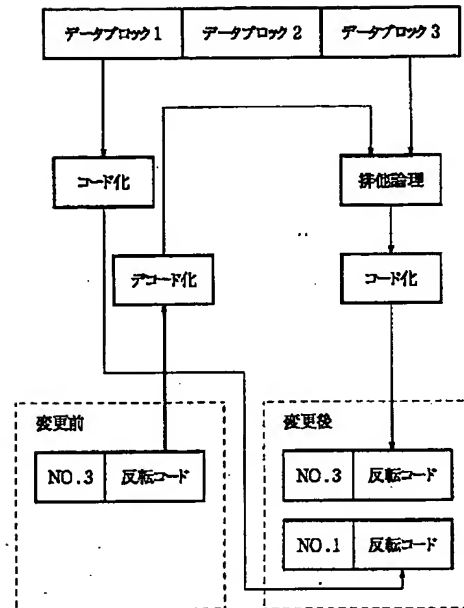 データブロック1 データブロック2 データブロック3
コード化
排他論理
デコード化
コード化
変更前
変更後
NO.3 反転コード
NO.3 反転コード
NO.1 反転コード